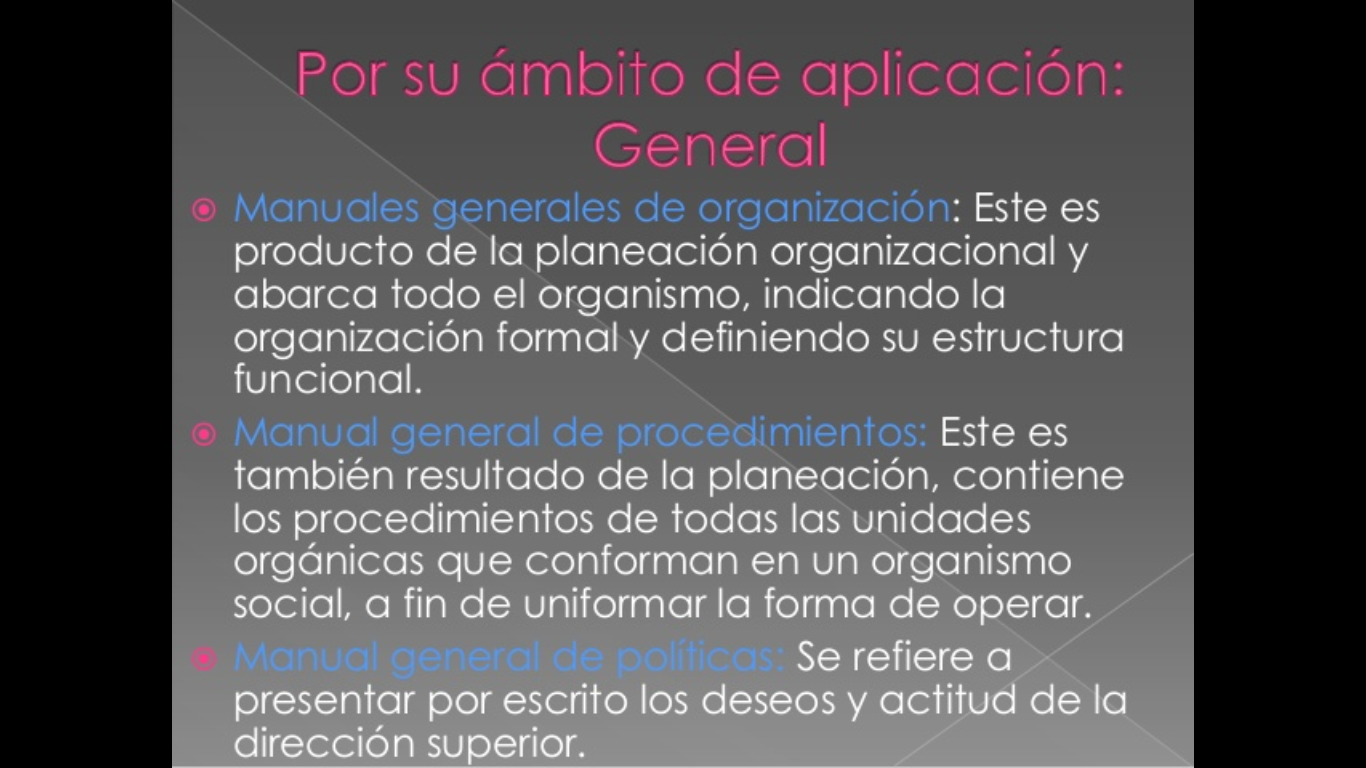 Por su ámbito de aplicación:
General
Manuales generales de organización: Este es
producto de la planeación organizacional y
abarca todo el organismo, indicando la
organización formal y definiendo su estructura
funcional.
Manual general de procedimientos: Este es
también resultado de la planeación, contiene
los procedimientos de todas las unidades
orgánicas que conforman en un organismo
social, a fin de uniformar la forma de operar.
Manual general de políticas: Se refiere a
presentar por escrito los deseos y actitud de la
dirección superior.